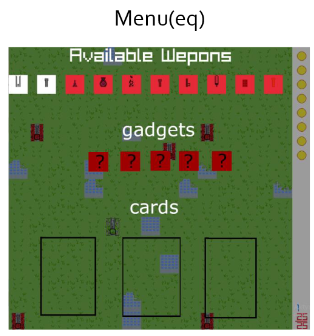 Menu(eq)
Available Wepons
gadgets
? ? ? ? ?
cards